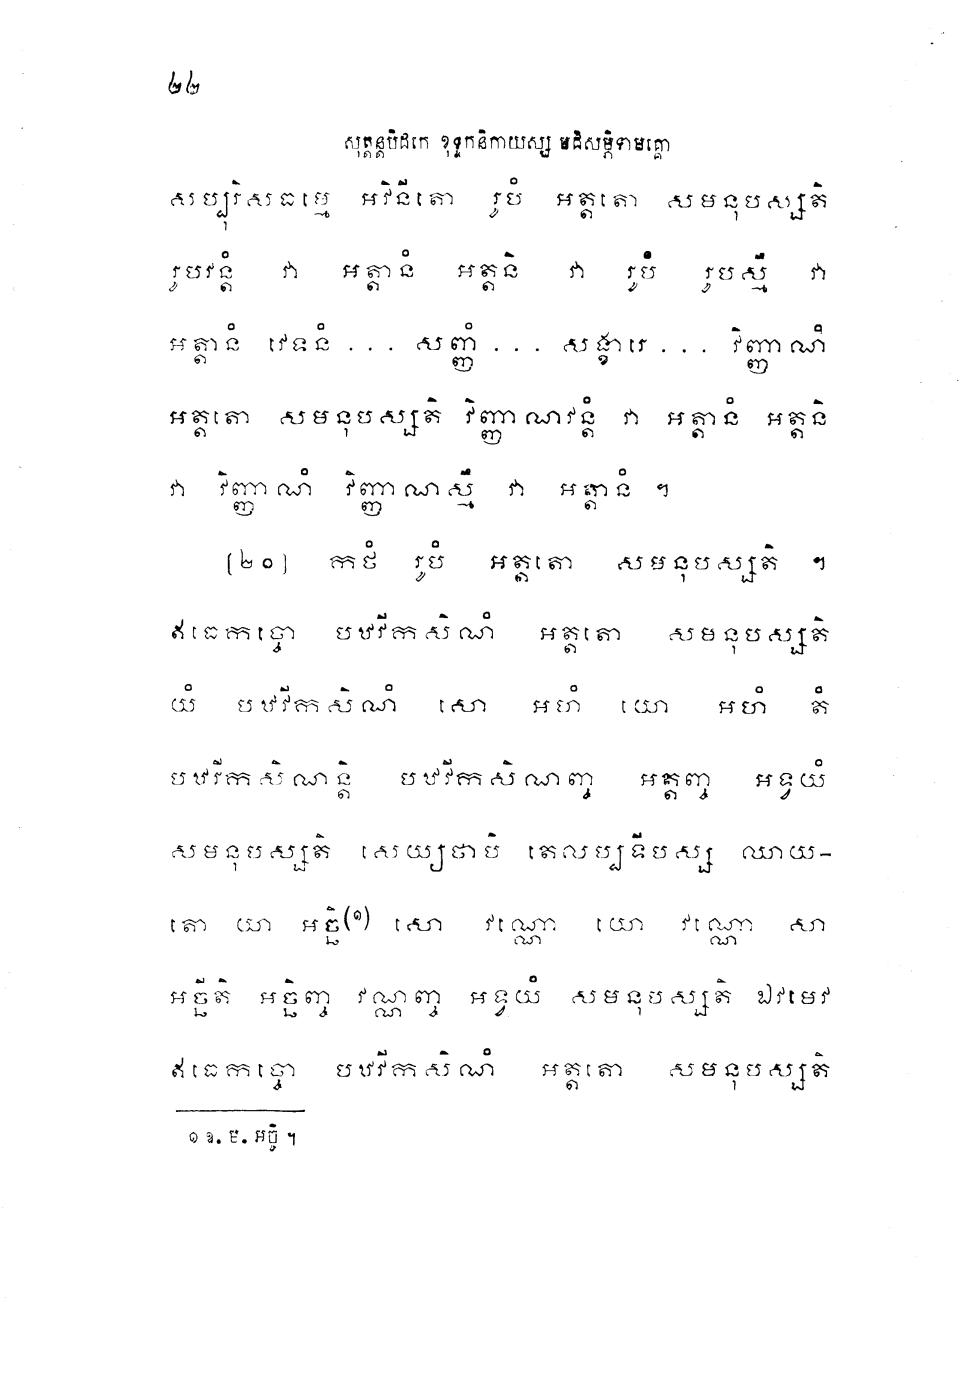 ២២
សុត្តន្តបិដកេ ខុទ្ទកនិកាយស្ស បដិសម្ភិទាមគ្គោ
សប្បុរិសធម្មេ អវិនីតោ រូបំ អត្តតោ សមនុបស្សតិ
រូបវន្តំ វា អត្តានំ អត្តនិ វា រូបំ រូបស្មឹ វា
អត្តានំ វេទនំ ... សញ្ញំ ... សង្ខារេ ... វិញ្ញាណំ
អត្តតោ សមនុបស្សតិ វិញ្ញាណវន្តំ វា អត្តានំ អត្តនិ
វា វិញ្ញាណំ វិញ្ញាណស្មឹ វា អត្តានំ ។
[២០] កថំ រូបំ អត្តតោ សមនុបស្សតិ ។
ឥធេកច្ចោ បឋវីកសិណំ អត្តតោ សមនុបស្សតិ
យំ បឋវីកសិណំ សោ អហំ យោ អហំ តំ
បឋវីកសិណន្តិ បឋវីកសិណញ្ច អត្តញ្ច អទ្វយំ
សមនុបស្សតិ សេយ្យថាបិ តេលប្បទីបស្ស ឈាយ-
តោ យា អច្ឆិ(១) សោ វណ្ណោ យោ វណ្ណោ សា
អច្ឆីតិ អច្ឆិញ្ច វណ្ណញ្ច អទ្វយំ សមនុបស្សតិ ឯវមេវ
ឥធេកច្ចោ បឋវីកសិណំ អត្តតោ សមនុបស្សតិ
១ ឧ. ម. អច្ចិ ។